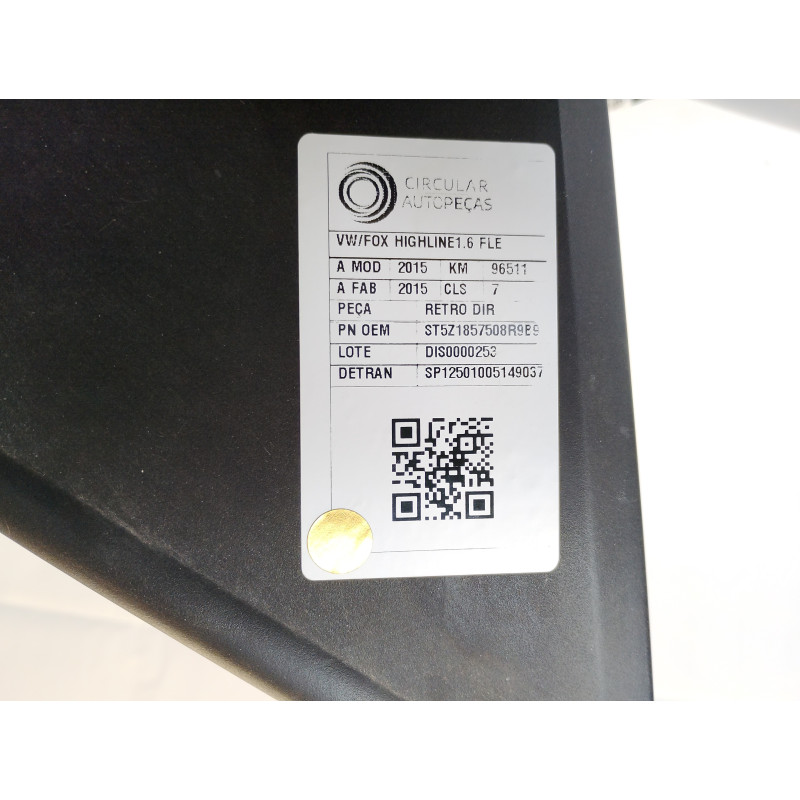 CIRCULAR
AUTOPEÇAS
VW/FOX HIGHLINE1.6 FLE
A MOD 2015 KM 96511
A FAB 2015 CLS 7
PEÇA RETRO DIR
PN OEM ST5Z1857508R9B9
LOTE DIS0000253
DETRAN SP12501005149037